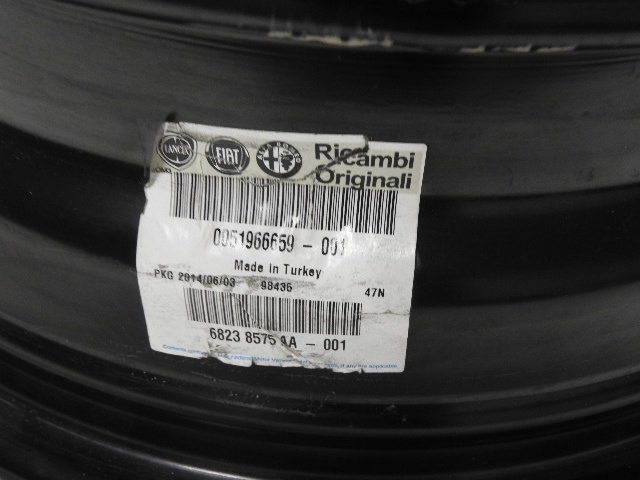 LANCIA FIAT ALFA ROMEO Ricambi
Originali
0051966659 - 001
Made in Turkey
PKG 2014/06/03 98436 47N
6823 8575 AA - 001